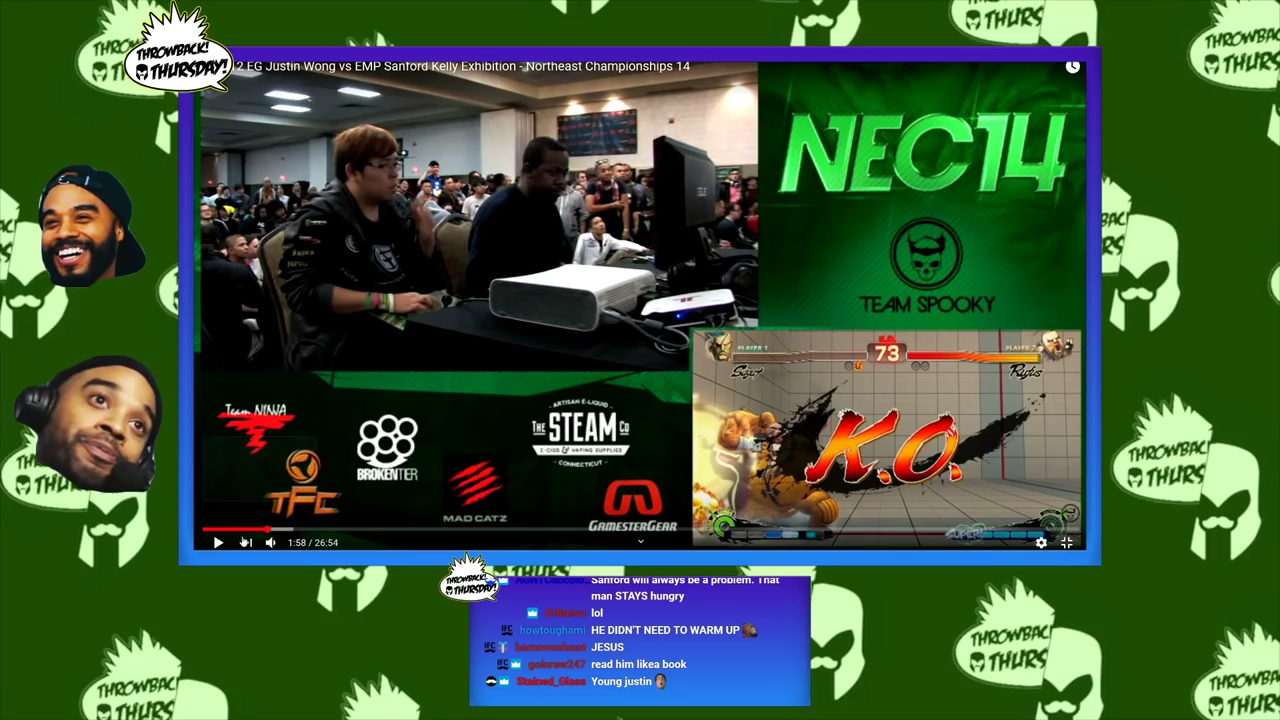 THROWBACK!
THURSDAY!
2 EG Justin Wong vs EMP Sanford Kelly Exhibition - Northeast Championships 14
NEC14
TEAM SPOOKY
PLAYER 1
73
PLAYER 2
K.O.
Rufus
K.O.
SUPER!
Team NINJA
TFC
BROKENTIER
MAD CATZ
ARTISAN E-LIQUID
THE STEAM Co
E-CIGS & VAPING SUPPLIES
CONNECTICUT
GAMESTERGEAR
1:58 / 26:54
THROWBACK!
THURSDAY!
Sanford will always be a problem. That
man STAYS hungry
lol
howtoughami HE DIDN'T NEED TO WARM UP
JESUS
goinraw247 read him likea book
Stained_Glass Young justin